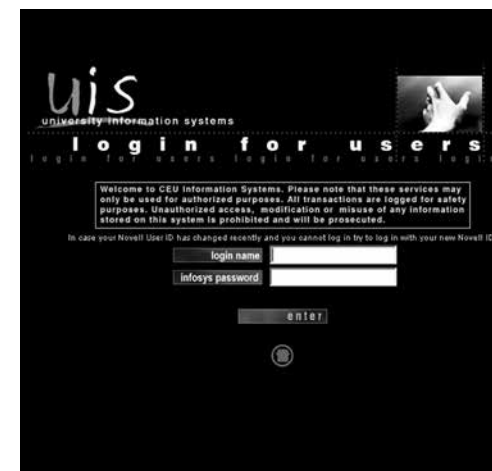 uis
university information systems
login for users
login for users login for users logi
Welcome to CEU Information Systems. Please note that these services may
only be used for authorized purposes. All transactions are logged for safety
purposes. Unauthorized access, modification or misuse of any information
stored on this system is prohibited and will be prosecuted.
In case your Novell User ID has changed recently and you cannot log in try to log in with your new Novell ID
login name
infosys password
enter